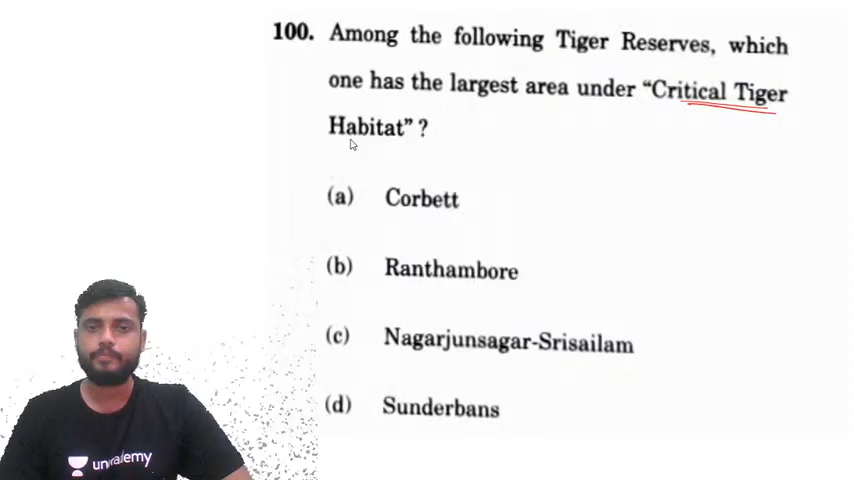 100. Among the following Tiger Reserves, which
one has the largest area under "Critical Tiger
Habitat" ?
(a) Corbett
(b) Ranthambore
(c) Nagarjunsagar-Srisailam
(d) Sunderbans
unacademy